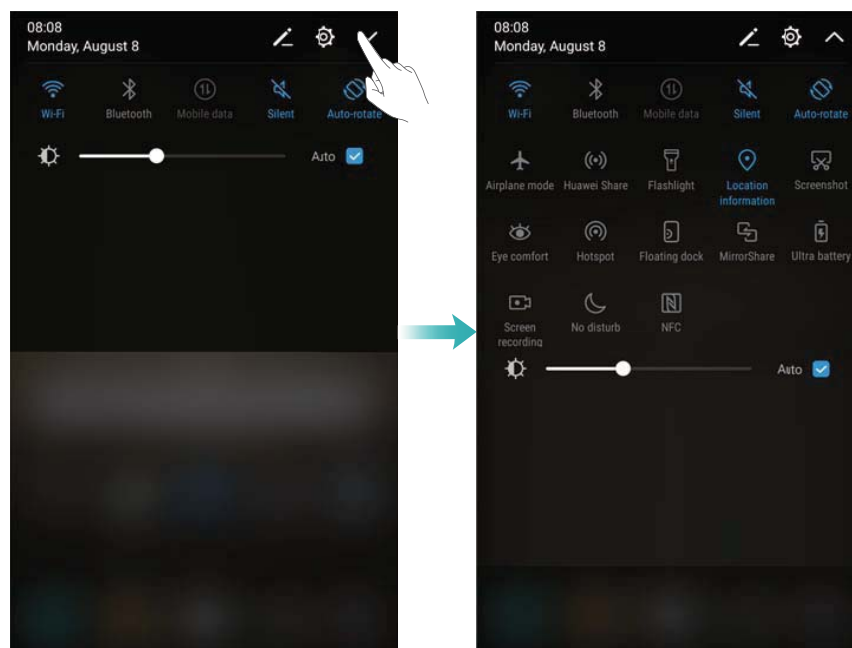 08:08
Monday, August 8
Wi-Fi Bluetooth Mobile data Silent Auto-rotate
Auto
08:08
Monday, August 8
Wi-Fi Bluetooth Mobile data Silent Auto-rotate
Airplane mode Huawei Share Flashlight Location Screenshot
information
Eye comfort Hotspot Floating dock MirrorShare Ultra battery
Screen No disturb NFC
recording
Auto